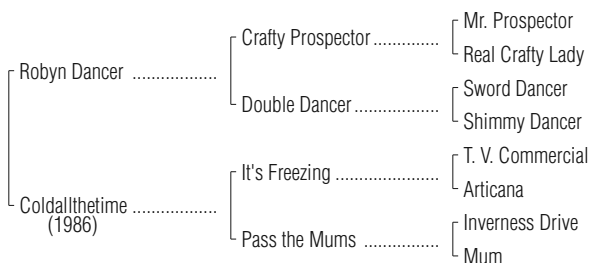 Mr. Prospector
Crafty Prospector ..............
Real Crafty Lady
Robyn Dancer .................
Sword Dancer
Double Dancer ..................
Shimmy Dancer
T. V. Commercial
It's Freezing ......................
Articana
Coldallthetime .................
(1986)
Inverness Drive
Pass the Mums ................
Mum